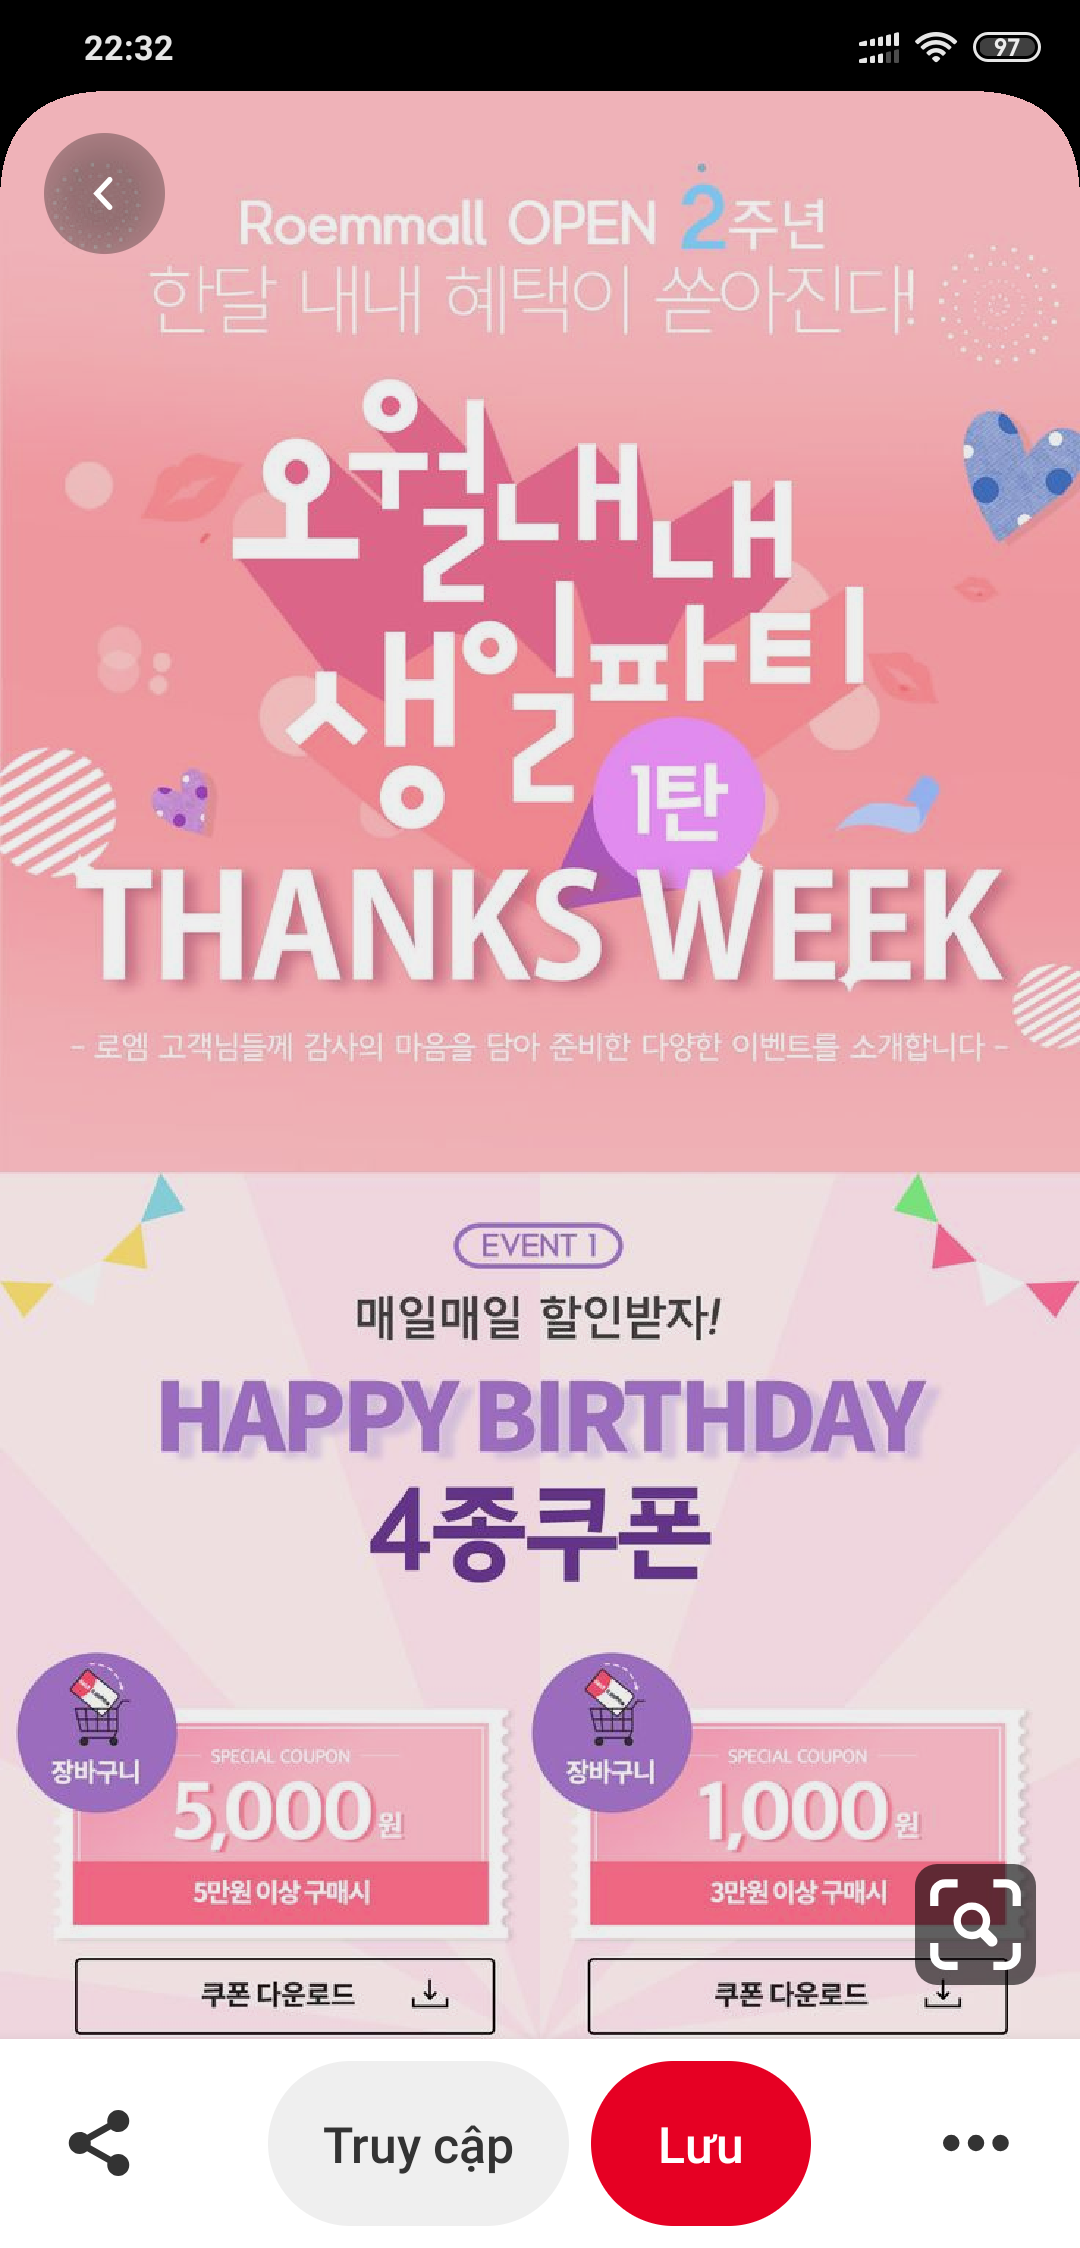 22:32
97
Roemmall OPEN 2주년
한달 내내 혜택이 쏟아진다!
오월내내
생일파티
1탄
THANKS WEEK
- 로엠 고객님들께 감사의 마음을 담아 준비한 다양한 이벤트를 소개합니다 -
EVENT 1
매일매일 할인받자!
HAPPY BIRTHDAY
4종쿠폰
장바구니
SPECIAL COUPON
5,000원
5만원 이상 구매시
쿠폰 다운로드
장바구니
SPECIAL COUPON
1,000원
3만원 이상 구매시
쿠폰 다운로드
Truy cập
Lưu